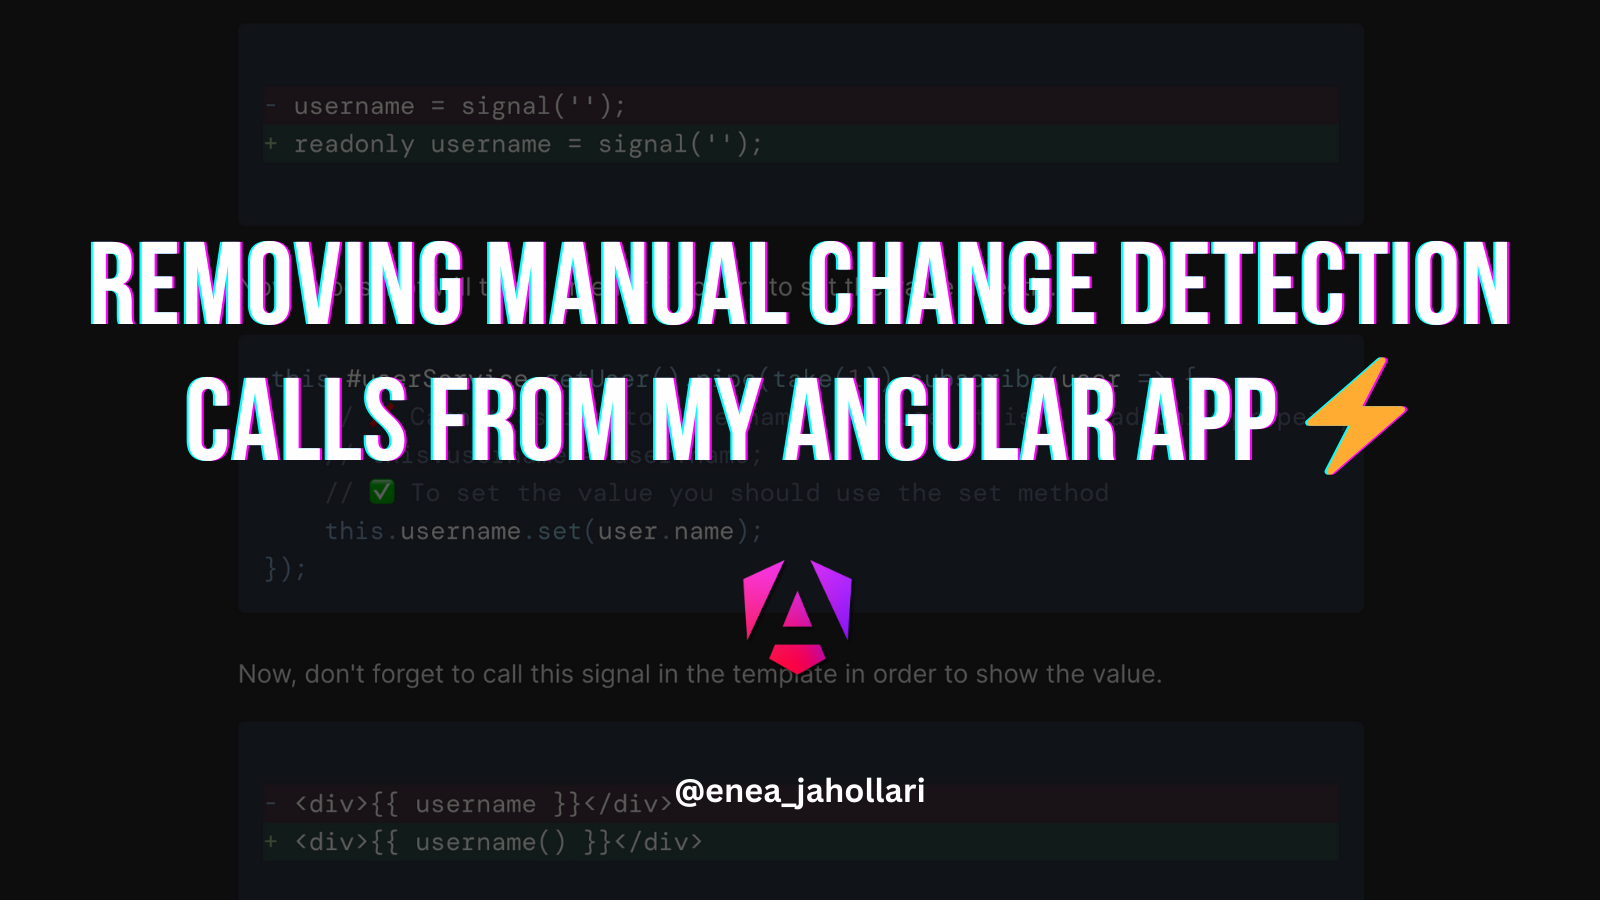 - username = signal('');
+ readonly username = signal('');
REMOVING MANUAL CHANGE DETECTION
CALLS FROM MY ANGULAR APP ⚡
this.#userService.getUser().pipe(take(1)).subscribe(user => {
// ✅ To set the value you should use the set method
this.username.set(user.name);
});
Now, don't forget to call this signal in the template in order to show the value.
@enea_jahollari
- <div>{{ username }}</div>
+ <div>{{ username() }}</div>